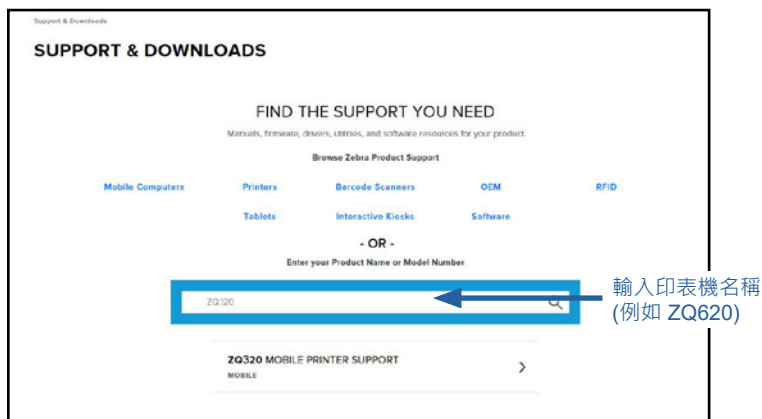 Support & Downloads
SUPPORT & DOWNLOADS
FIND THE SUPPORT YOU NEED
Manuals, firmware, drivers, utilities, and software resources for your product.
Browse Zebra Product Support
Mobile Computers Printers Barcode Scanners OEM RFID
Tablets Interactive Kiosks Software
- OR -
Enter your Product Name or Model Number
ZQ320
輸入印表機名稱
(例如 ZQ620)
ZQ320 MOBILE PRINTER SUPPORT
MOBILE